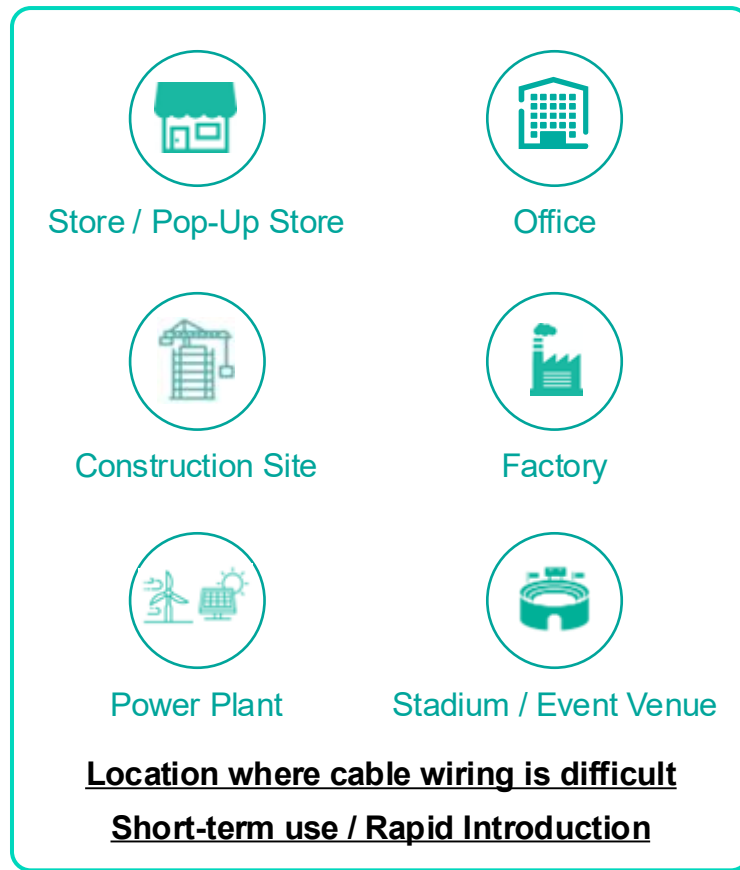 Store / Pop-Up Store
Office
Construction Site
Factory
Power Plant
Stadium / Event Venue
Location where cable wiring is difficult
Short-term use / Rapid Introduction